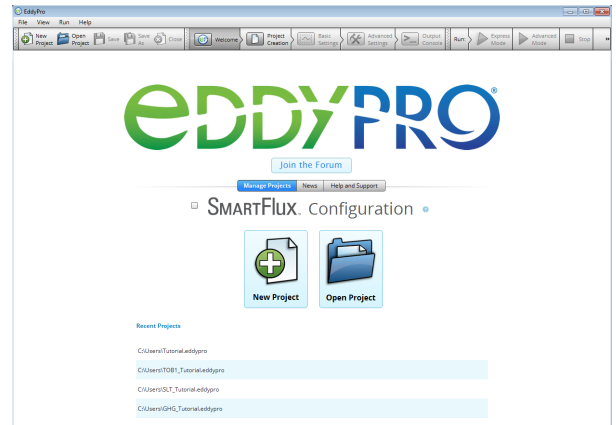 EddyPro
File View Run Help
New Project Open Project Save Save As Close Welcome Project Creation Basic Settings Advanced Settings Output Console Run: Express Mode Advanced Mode Stop »
eDDYPRO®
Join the Forum
Manage Projects News Help and Support
SMARTFLUX™ Configuration ?
New Project Open Project
Recent Projects
C:\Users\Tutorial.eddypro
C:\Users\TOB1_Tutorial.eddypro
C:\Users\SLT_Tutorial.eddypro
C:\Users\GHG_Tutorial.eddypro